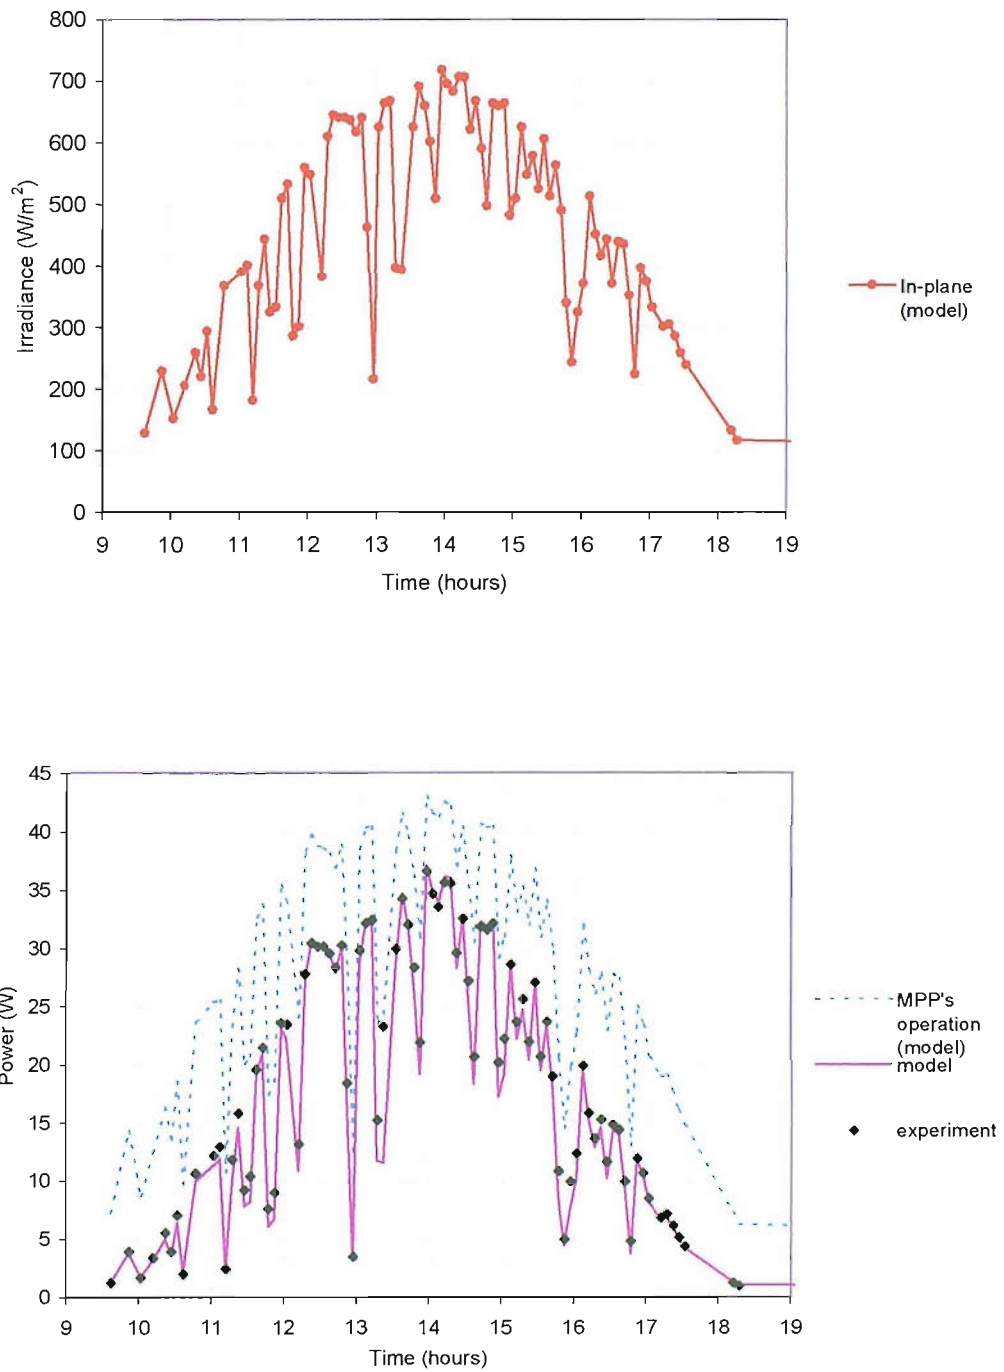 800
700
600
500
400
300
200
100
0
Irradiance (W/m²)
9 10 11 12 13 14 15 16 17 18 19
Time (hours)
In-plane
(model)
45
40
35
30
25
20
15
10
5
0
Power (W)
9 10 11 12 13 14 15 16 17 18 19
Time (hours)
MPP's
operation
(model)
model
experiment